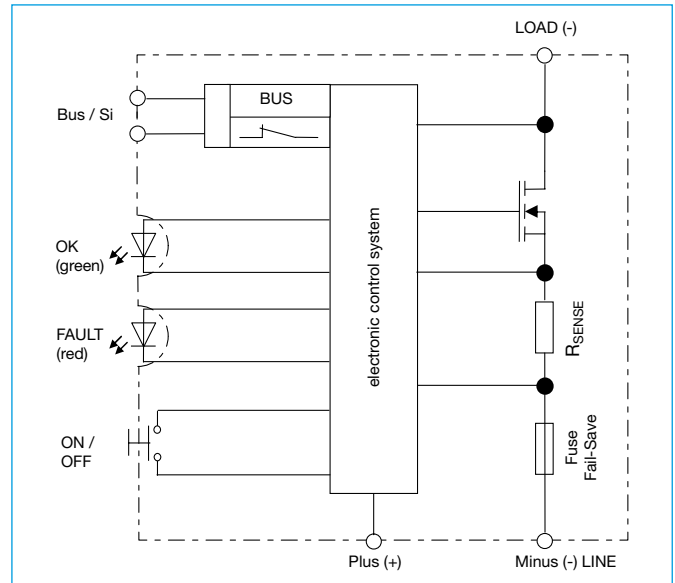 LOAD (-)
BUS
Bus / Si
electronic control system
OK
(green)
RSENSE
FAULT
(red)
Fuse
Fail-Save
ON /
OFF
Plus (+)
Minus (-) LINE